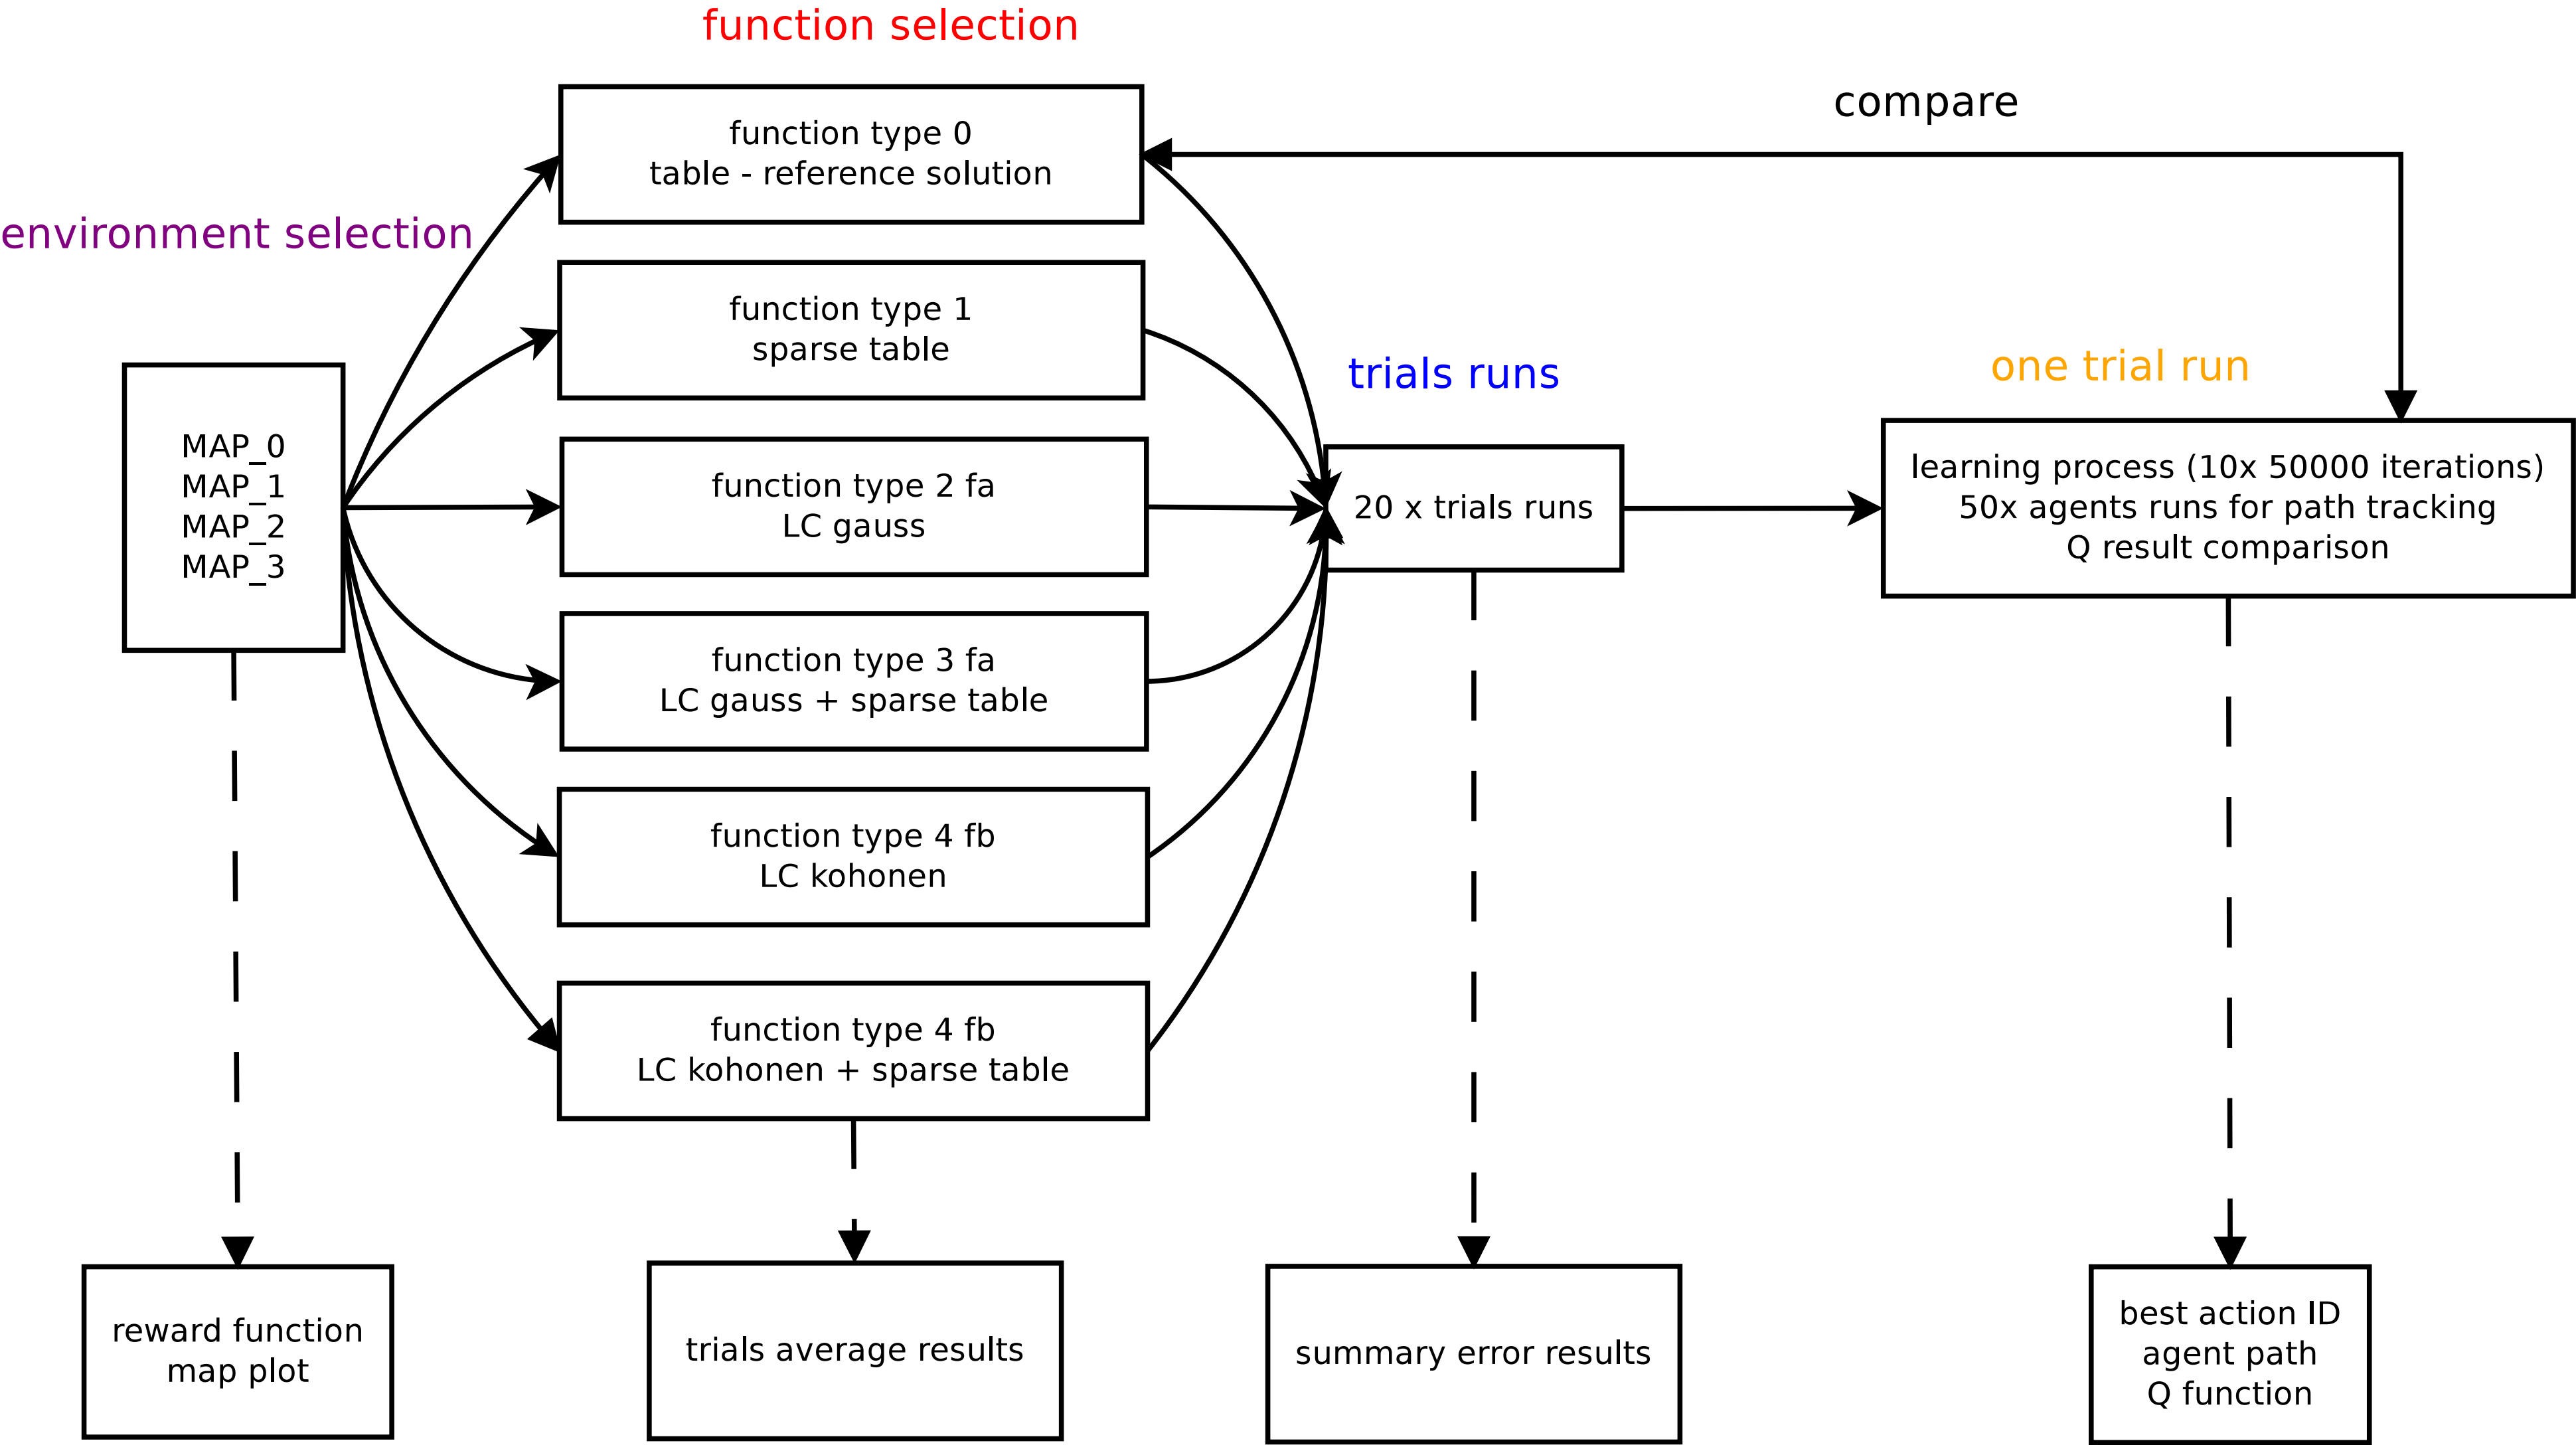 function selection
compare
environment selection
function type 0
table - reference solution
function type 1
sparse table
trials runs
one trial run
MAP_0
MAP_1
MAP_2
MAP_3
function type 2 fa
LC gauss
20 x trials runs
learning process (10x 50000 iterations)
50x agents runs for path tracking
Q result comparison
function type 3 fa
LC gauss + sparse table
function type 4 fb
LC kohonen
function type 4 fb
LC kohonen + sparse table
reward function
map plot
trials average results
summary error results
best action ID
agent path
Q function